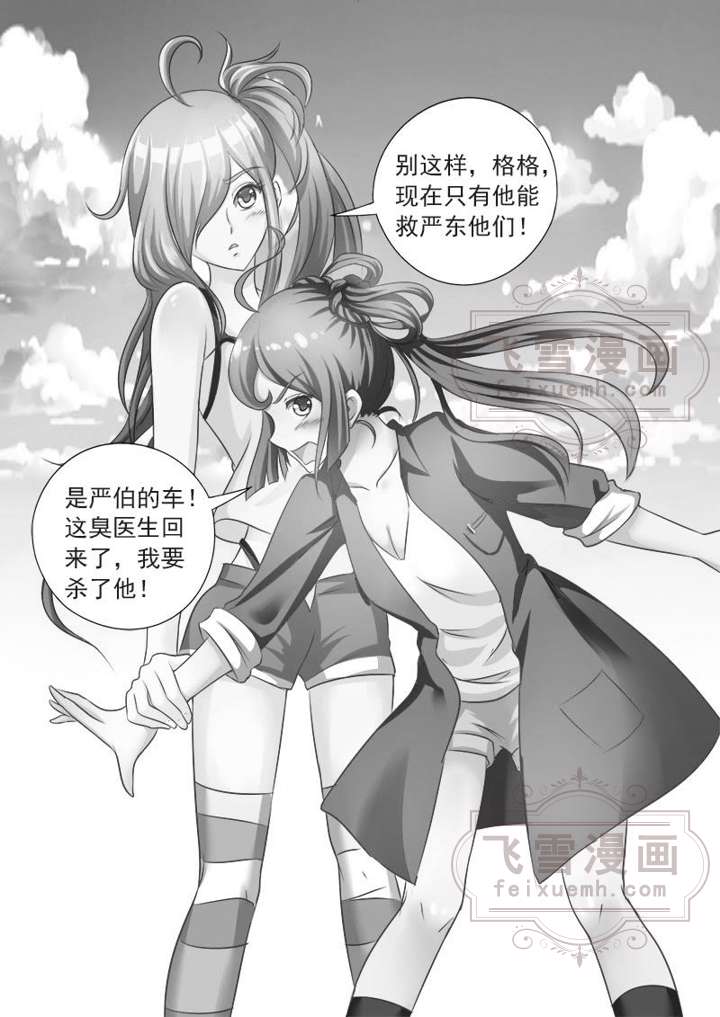 别这样，格格，
现在只有他能
救严东他们！
是严伯的车！
这臭医生回
来了，我要
杀了他！
飞雪漫画
feixuemh.com
飞雪漫画
feixuemh.com